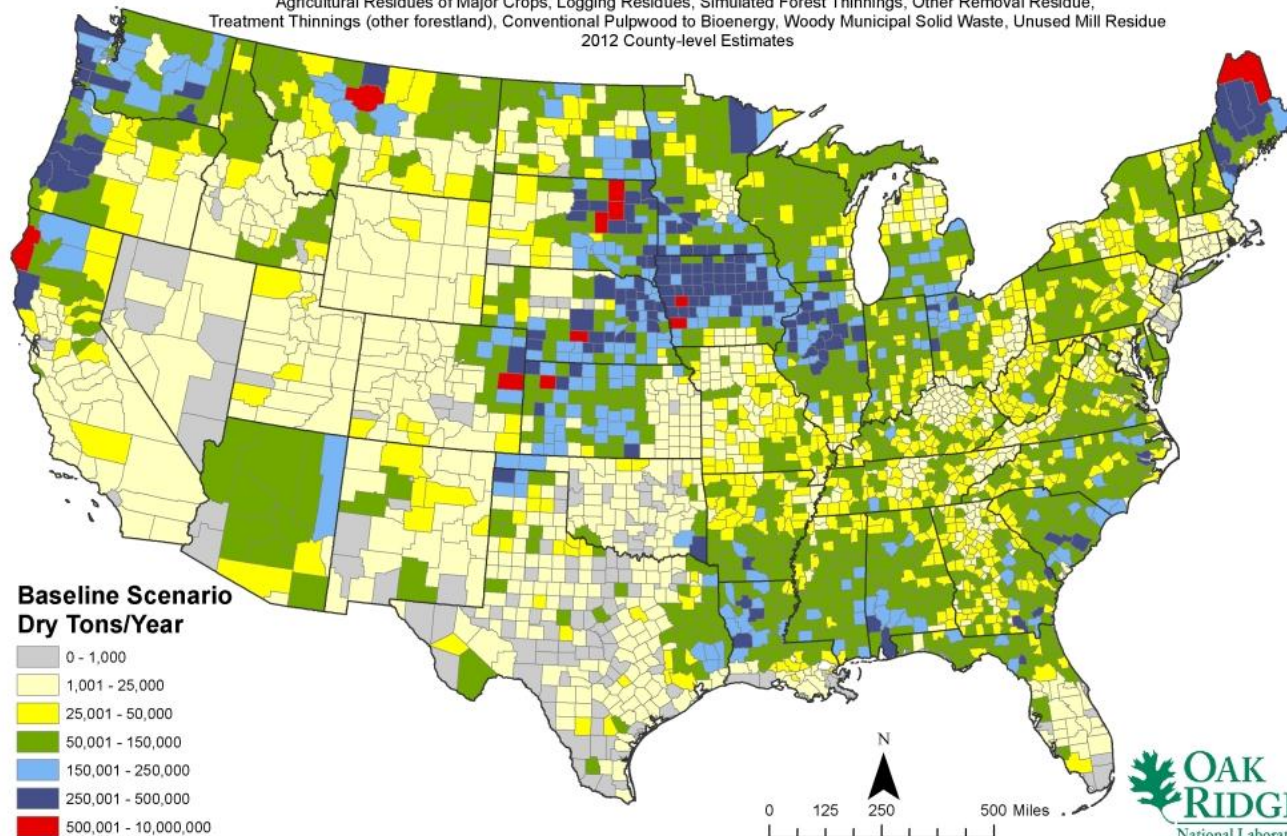 Agricultural Residues of Major Crops, Logging Residues, Simulated Forest Thinnings, Other Removal Residue,
Treatment Thinnings (other forestland), Conventional Pulpwood to Bioenergy, Woody Municipal Solid Waste, Unused Mill Residue
2012 County-level Estimates
Baseline Scenario
Dry Tons/Year
0 - 1,000
1,001 - 25,000
25,001 - 50,000
50,001 - 150,000
150,001 - 250,000
250,001 - 500,000
500,001 - 10,000,000
N
0 125 250 500 Miles
OAK
RIDGE
National Laborat